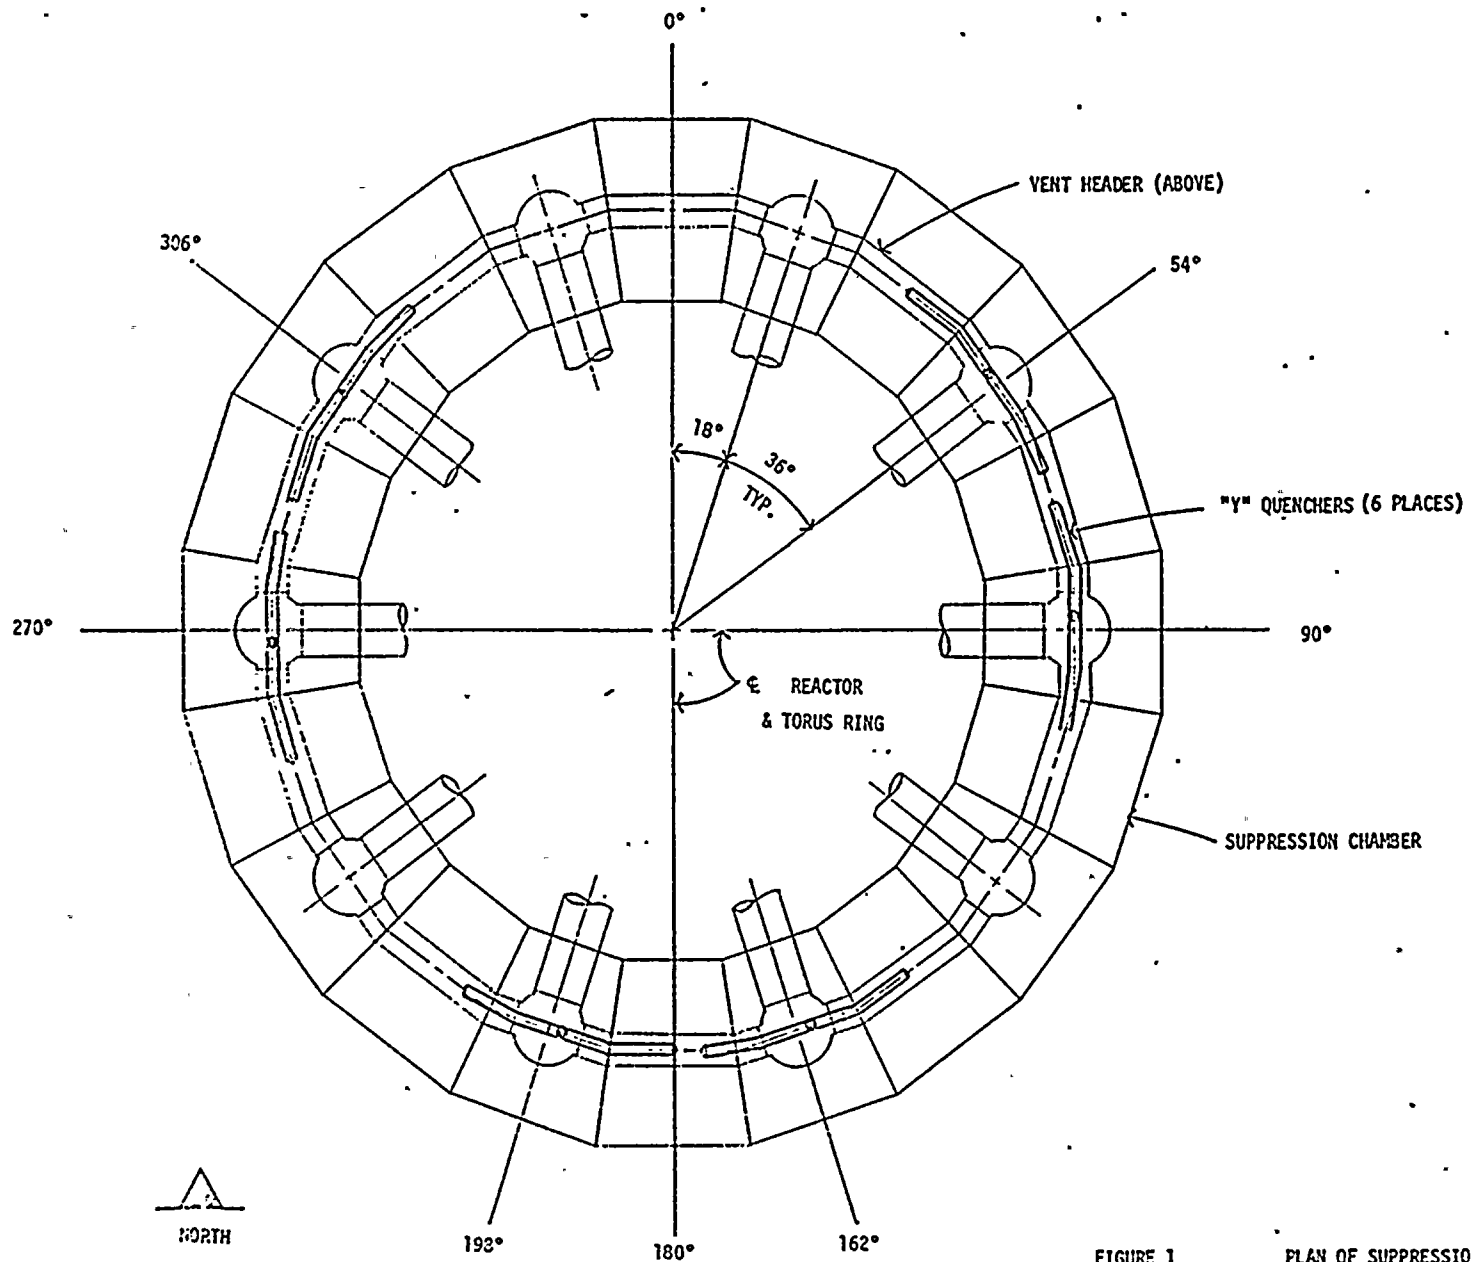 0°
VENT HEADER (ABOVE)
306°
54°
18°
36°
TYP.
"Y" QUENCHERS (6 PLACES)
270°
90°
℄ REACTOR
& TORUS RING
SUPPRESSION CHAMBER
NORTH
198°
180°
162°
FIGURE 1 PLAN OF SUPPRESSIO